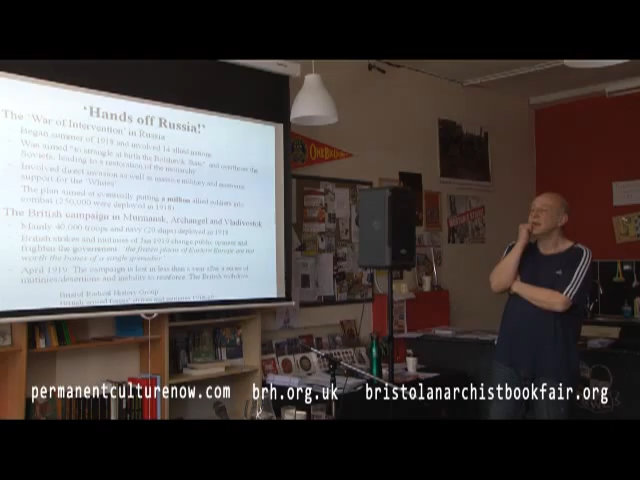 'Hands off Russia!'
The 'War of Intervention' in Russia
Began summer of 1918 and involved 14 allied nations
Was aimed "to strangle at birth the Bolshevik State" and overthrow the
Soviets, leading to a restoration of the monarchy
Involved direct invasion as well as massive military and economic
support for the 'Whites'
The plan aimed at eventually putting a million allied soldiers into
combat (250,000 were deployed in 1918)
The British campaign in Murmansk, Archangel and Vladivostok
Mainly 40,000 troops and navy (20 ships) deployed in 1918
British strikes and mutinies of Jan 1919 change public opinion and
frighten the government - the frozen plains of Eastern Europe are not
worth the bones of a single grenadier
April 1919: The campaign is lost in less than a year after a series of
mutinies/desertions and inability to reinforce. The British withdraw
Bristol Radical History Group
permanentculturenow.com brh.org.uk bristolanarchistbookfair.org